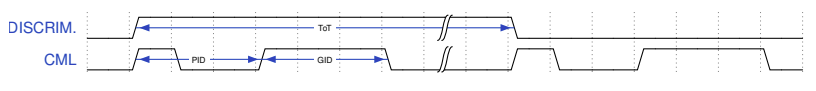 DISCRIM.
ToT
CML
PID
GID